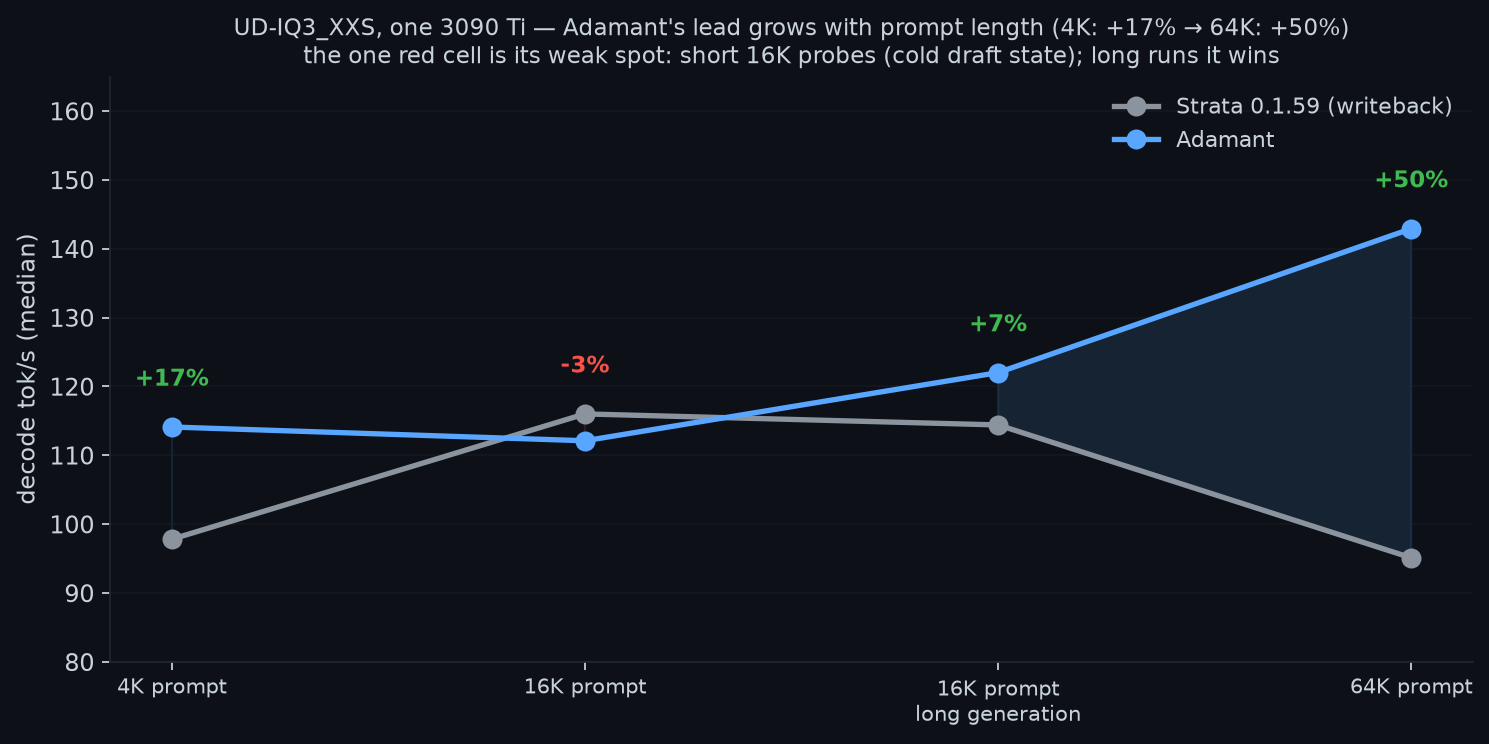 UD-IQ3_XXS, one 3090 Ti — Adamant's lead grows with prompt length (4K: +17% → 64K: +50%)
the one red cell is its weak spot: short 16K probes (cold draft state); long runs it wins
Strata 0.1.59 (writeback)
Adamant
decode tok/s (median)
160
150
140
130
120
110
100
90
80
+17%
-3%
+7%
+50%
4K prompt
16K prompt
16K prompt
long generation
64K prompt